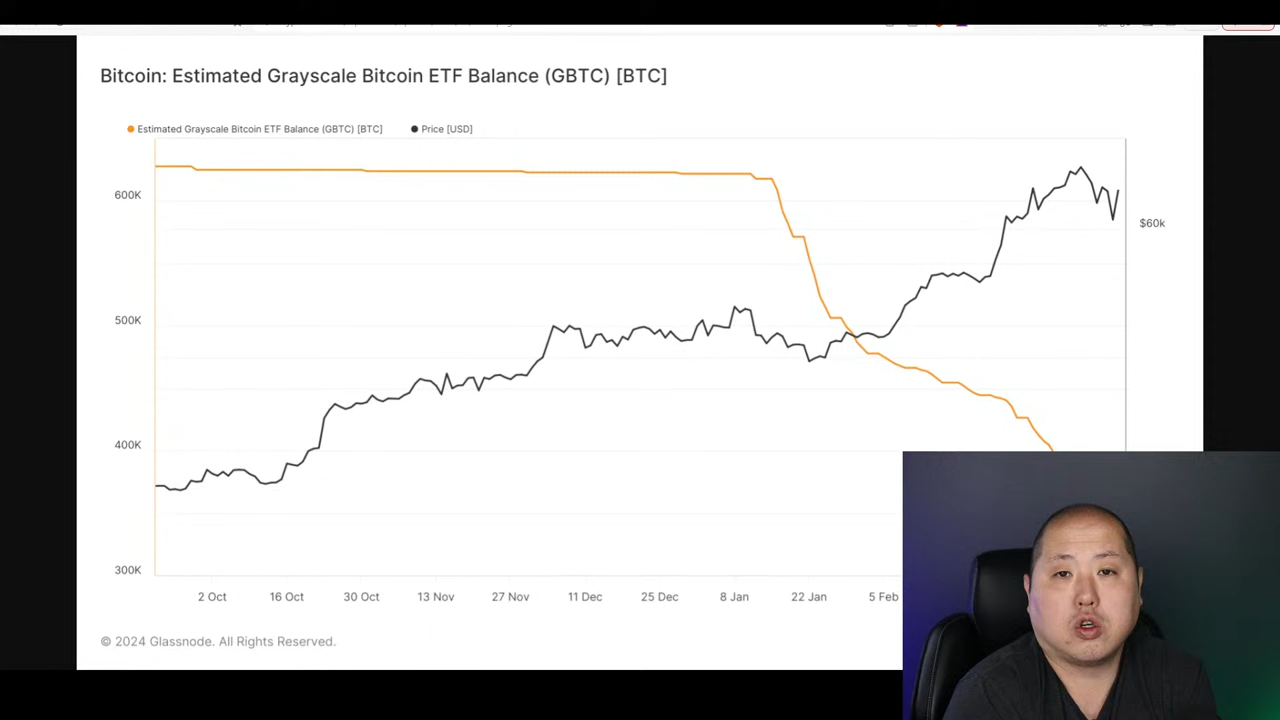 Bitcoin: Estimated Grayscale Bitcoin ETF Balance (GBTC) [BTC]
Estimated Grayscale Bitcoin ETF Balance (GBTC) [BTC] Price [USD]
600K
$60k
500K
400K
300K
2 Oct 16 Oct 30 Oct 13 Nov 27 Nov 11 Dec 25 Dec 8 Jan 22 Jan 5 Feb
© 2024 Glassnode. All Rights Reserved.